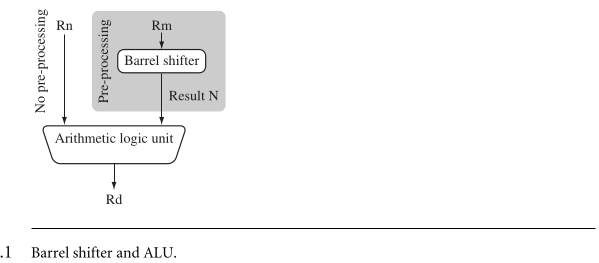 No pre-processing
Rn
Pre-processing
Rm
Barrel shifter
Result N
Arithmetic logic unit
Rd
.1 Barrel shifter and ALU.